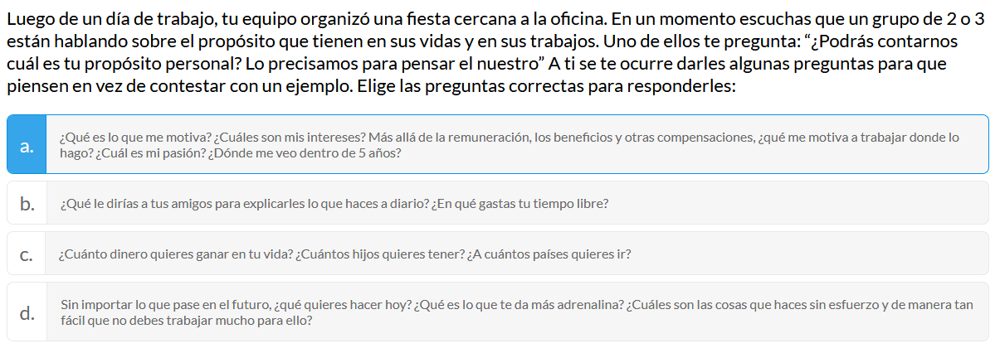 Luego de un día de trabajo, tu equipo organizó una fiesta cercana a la oficina. En un momento escuchas que un grupo de 2 o 3
están hablando sobre el propósito que tienen en sus vidas y en sus trabajos. Uno de ellos te pregunta: “¿Podrás contarnos
cuál es tu propósito personal? Lo precisamos para pensar el nuestro” A ti se te ocurre darles algunas preguntas para que
piensen en vez de contestar con un ejemplo. Elige las preguntas correctas para responderles:
a. ¿Qué es lo que me motiva? ¿Cuáles son mis intereses? Más allá de la remuneración, los beneficios y otras compensaciones, ¿qué me motiva a trabajar donde lo
hago? ¿Cuál es mi pasión? ¿Dónde me veo dentro de 5 años?
b. ¿Qué le dirías a tus amigos para explicarles lo que haces a diario? ¿En qué gastas tu tiempo libre?
c. ¿Cuánto dinero quieres ganar en tu vida? ¿Cuántos hijos quieres tener? ¿A cuántos países quieres ir?
d. Sin importar lo que pase en el futuro, ¿qué quieres hacer hoy? ¿Qué es lo que te da más adrenalina? ¿Cuáles son las cosas que haces sin esfuerzo y de manera tan
fácil que no debes trabajar mucho para ello?